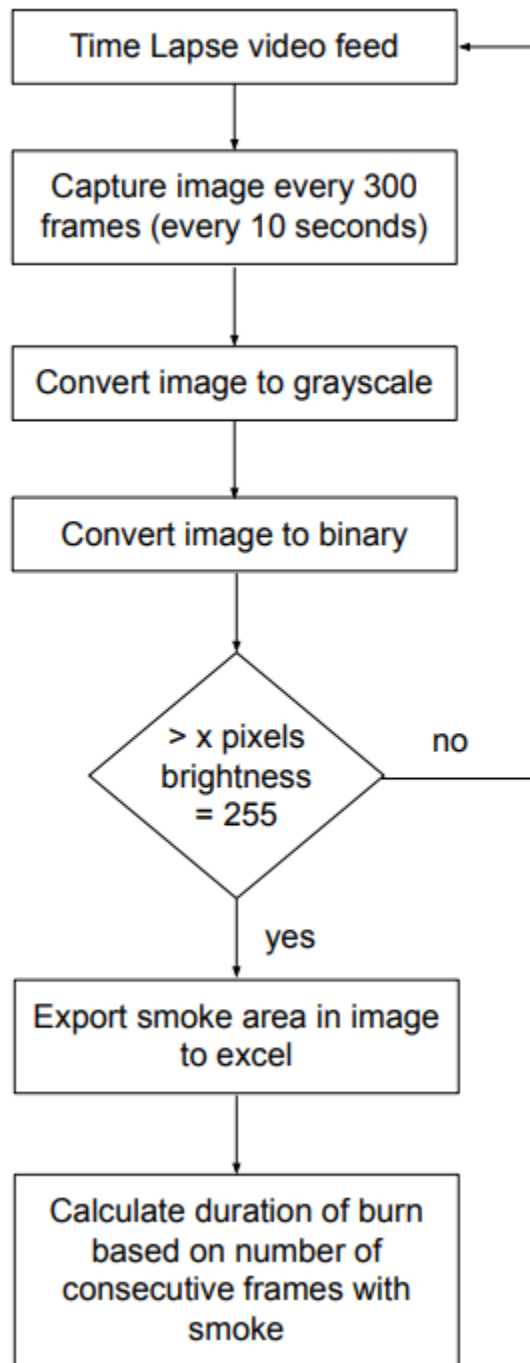 Time Lapse video feed
Capture image every 300
frames (every 10 seconds)
Convert image to grayscale
Convert image to binary
> x pixels
brightness
= 255
no
yes
Export smoke area in image
to excel
Calculate duration of burn
based on number of
consecutive frames with
smoke